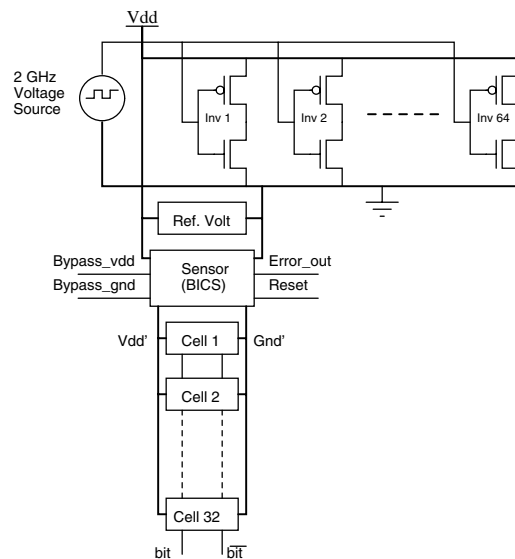 Vdd
2 GHz
Voltage
Source
Inv 1
Inv 2
Inv 64
Ref. Volt
Bypass_vdd
Error_out
Sensor
(BICS)
Bypass_gnd
Reset
Vdd'
Cell 1
Gnd'
Cell 2
Cell 32
bit
bit